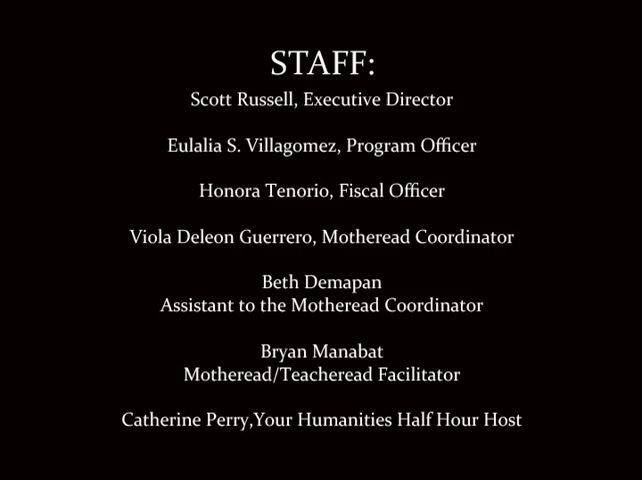 STAFF:
Scott Russell, Executive Director
Eulalia S. Villagomez, Program Officer
Honora Tenorio, Fiscal Officer
Viola Deleon Guerrero, Motheread Coordinator
Beth Demapan
Assistant to the Motheread Coordinator
Bryan Manabat
Motheread/Teacheread Facilitator
Catherine Perry,Your Humanities Half Hour Host